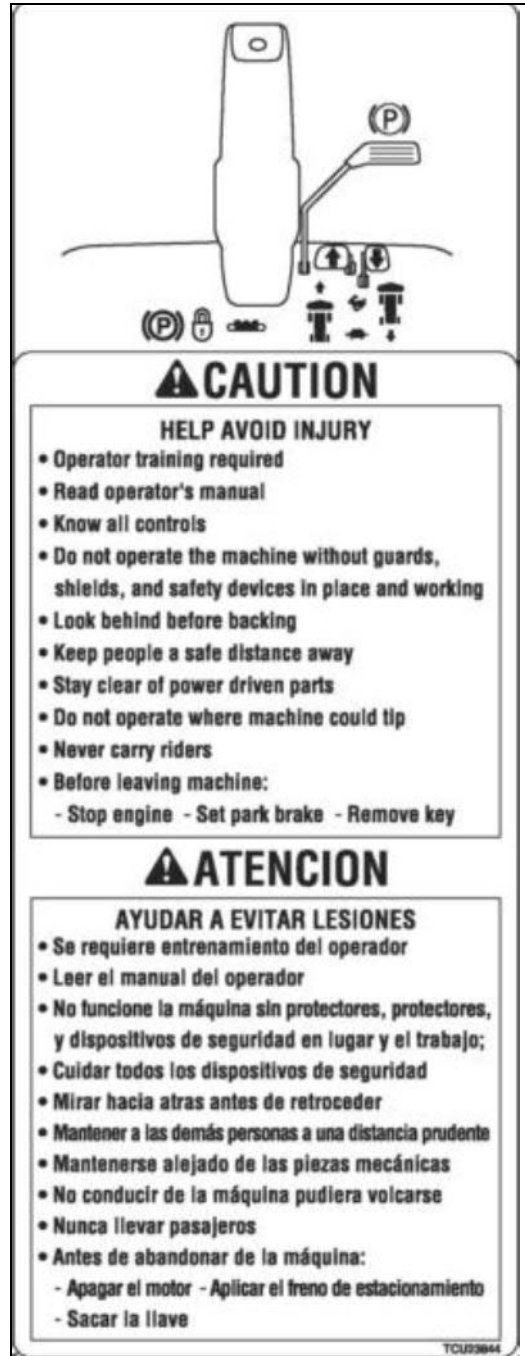 (P)
(P)
⚠ CAUTION
HELP AVOID INJURY
• Operator training required
• Read operator's manual
• Know all controls
• Do not operate the machine without guards,
shields, and safety devices in place and working
• Look behind before backing
• Keep people a safe distance away
• Stay clear of power driven parts
• Do not operate where machine could tip
• Never carry riders
• Before leaving machine:
- Stop engine - Set park brake - Remove key
⚠ ATENCION
AYUDAR A EVITAR LESIONES
• Se requiere entrenamiento del operador
• Leer el manual del operador
• No funcione la máquina sin protectores, protectores,
y dispositivos de seguridad en lugar y el trabajo;
• Cuidar todos los dispositivos de seguridad
• Mirar hacia atras antes de retroceder
• Mantener a las demás personas a una distancia prudente
• Mantenerse alejado de las piezas mecánicas
• No conducir de la máquina pudiera volcarse
• Nunca llevar pasajeros
• Antes de abandonar de la máquina:
- Apagar el motor - Aplicar el freno de estacionamiento
- Sacar la llave
TCU23844